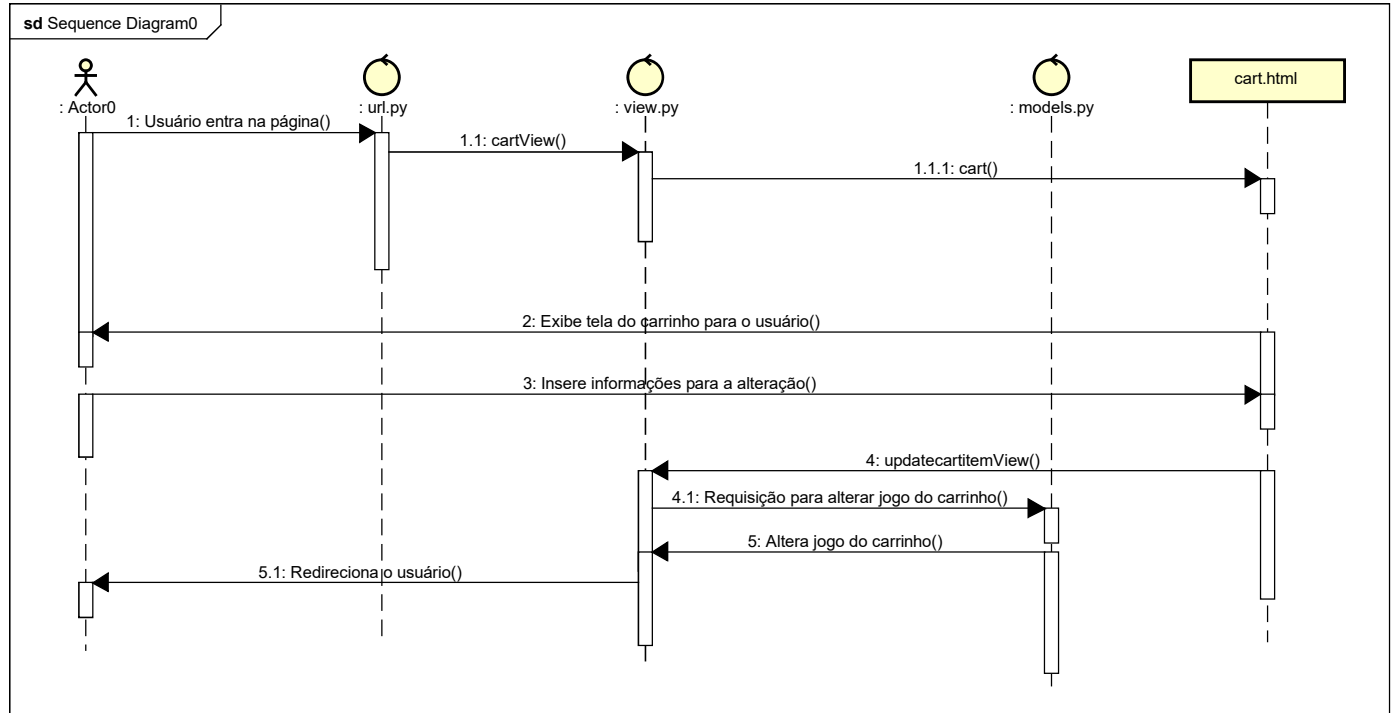 sd Sequence Diagram0
: Actor0
: url.py
: view.py
: models.py
cart.html
1: Usuário entra na página()
1.1: cartView()
1.1.1: cart()
2: Exibe tela do carrinho para o usuário()
3: Insere informações para a alteração()
4: updatecartitemView()
4.1: Requisição para alterar jogo do carrinho()
5: Altera jogo do carrinho()
5.1: Redireciona o usuário()